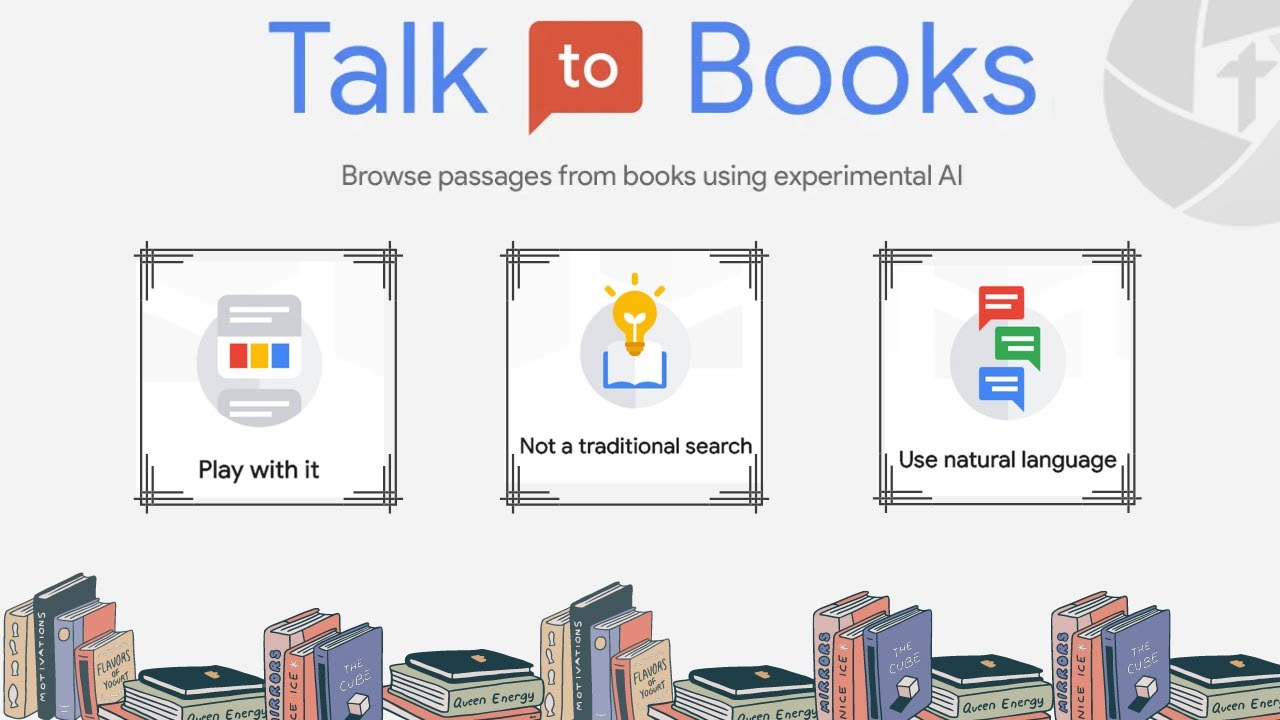 Talk to Books
Browse passages from books using experimental AI
Play with it
Not a traditional search
Use natural language
MOTIVATIONS
FLAVORS
OF
YOGURT
Queen Energy
MIRRORS
NICE ICE
THE
CUBE
Queen Energy
MOTIVATIONS
FLAVORS
OF
YOGURT
Queen Energy
MIRRORS
NICE ICE
THE
CUBE
Queen Energy
MIRRORS
NICE ICE
THE
CUBE
Queen Energy